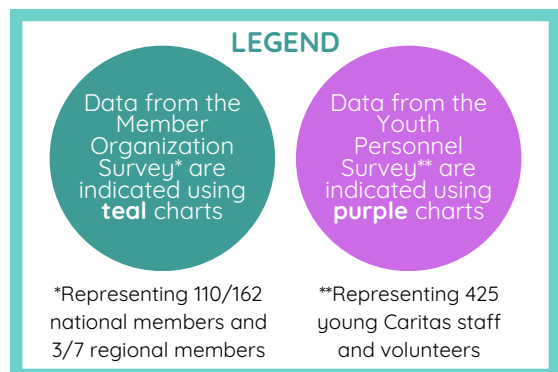 LEGEND
Data from the
Member
Organization
Survey* are
indicated using
teal charts
Data from the
Youth
Personnel
Survey** are
indicated using
purple charts
*Representing 110/162
national members and
3/7 regional members
**Representing 425
young Caritas staff
and volunteers